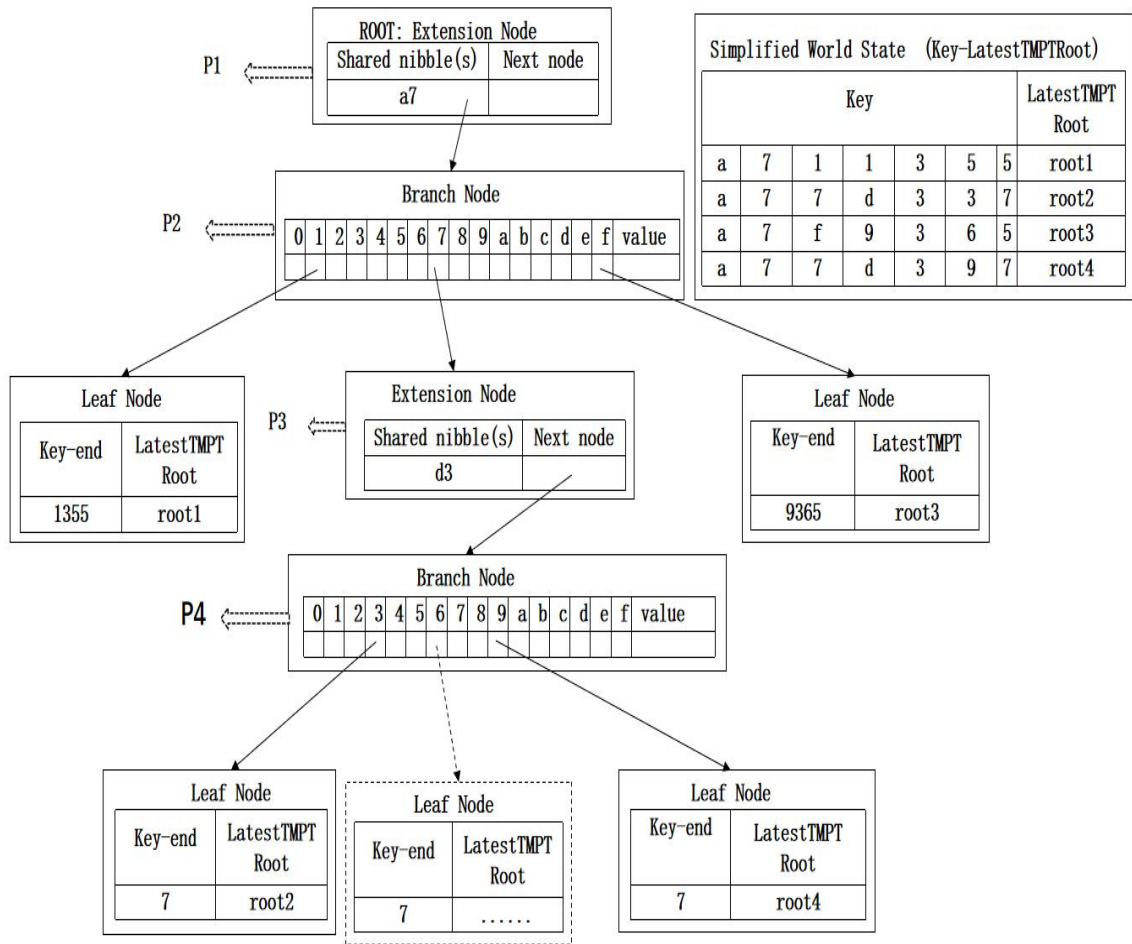 ROOT: Extension Node
Shared nibble(s) Next node
a7
P1
Simplified World State (Key-LatestTMPTRoot)
Key LatestTMPT Root
a 7 1 1 3 5 5 root1
a 7 7 d 3 3 7 root2
a 7 f 9 3 6 5 root3
a 7 7 d 3 9 7 root4
P2
Branch Node
0 1 2 3 4 5 6 7 8 9 a b c d e f value
Leaf Node
Key-end LatestTMPT
Root
1355 root1
P3
Extension Node
Shared nibble(s) Next node
d3
Leaf Node
Key-end LatestTMPT
Root
9365 root3
P4
Branch Node
0 1 2 3 4 5 6 7 8 9 a b c d e f value
Leaf Node
Key-end LatestTMPT
Root
7 root2
Leaf Node
Key-end LatestTMPT
Root
7 ......
Leaf Node
Key-end LatestTMPT
Root
7 root4